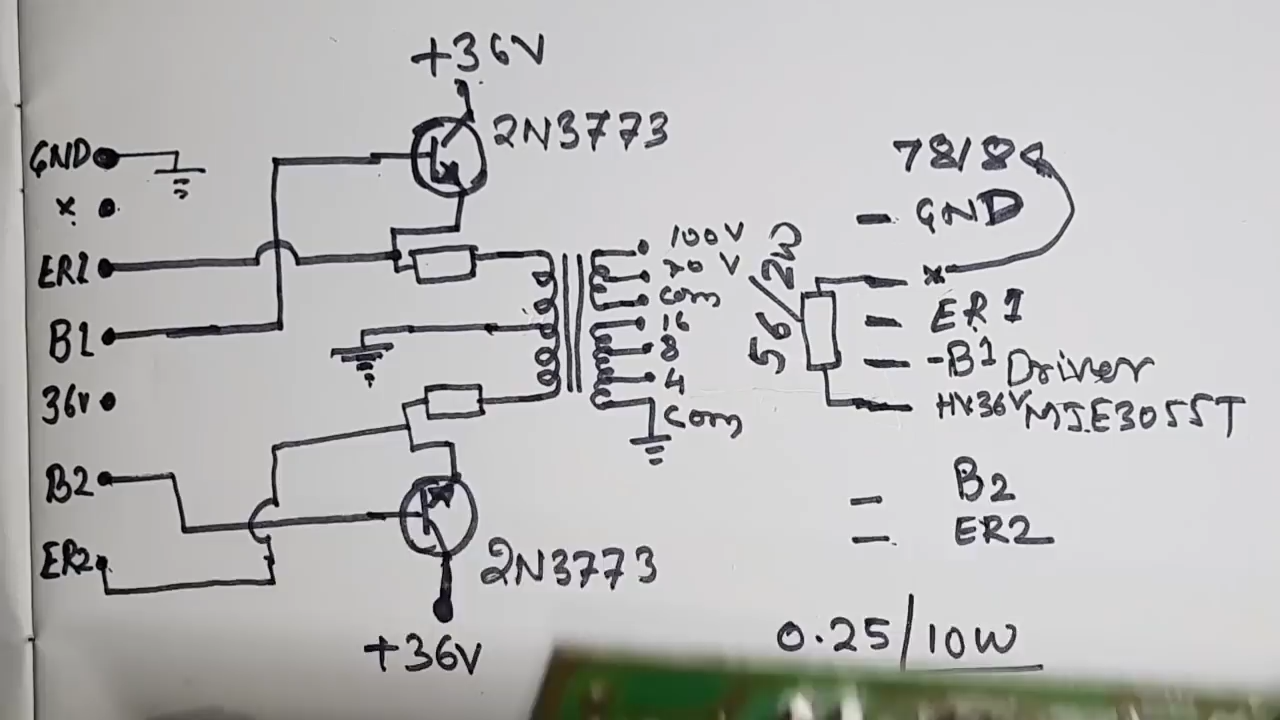 +36V
2N3773
GND
x
ER1
B1
36v
B2
ER2
2N3773
+36V
100V
70 V
Com
16
8
4
Com
56/2W
7818
GND
x
ER1
-B1 Driver
HV36V MJE3055T
B2
ER2
0.25/10W